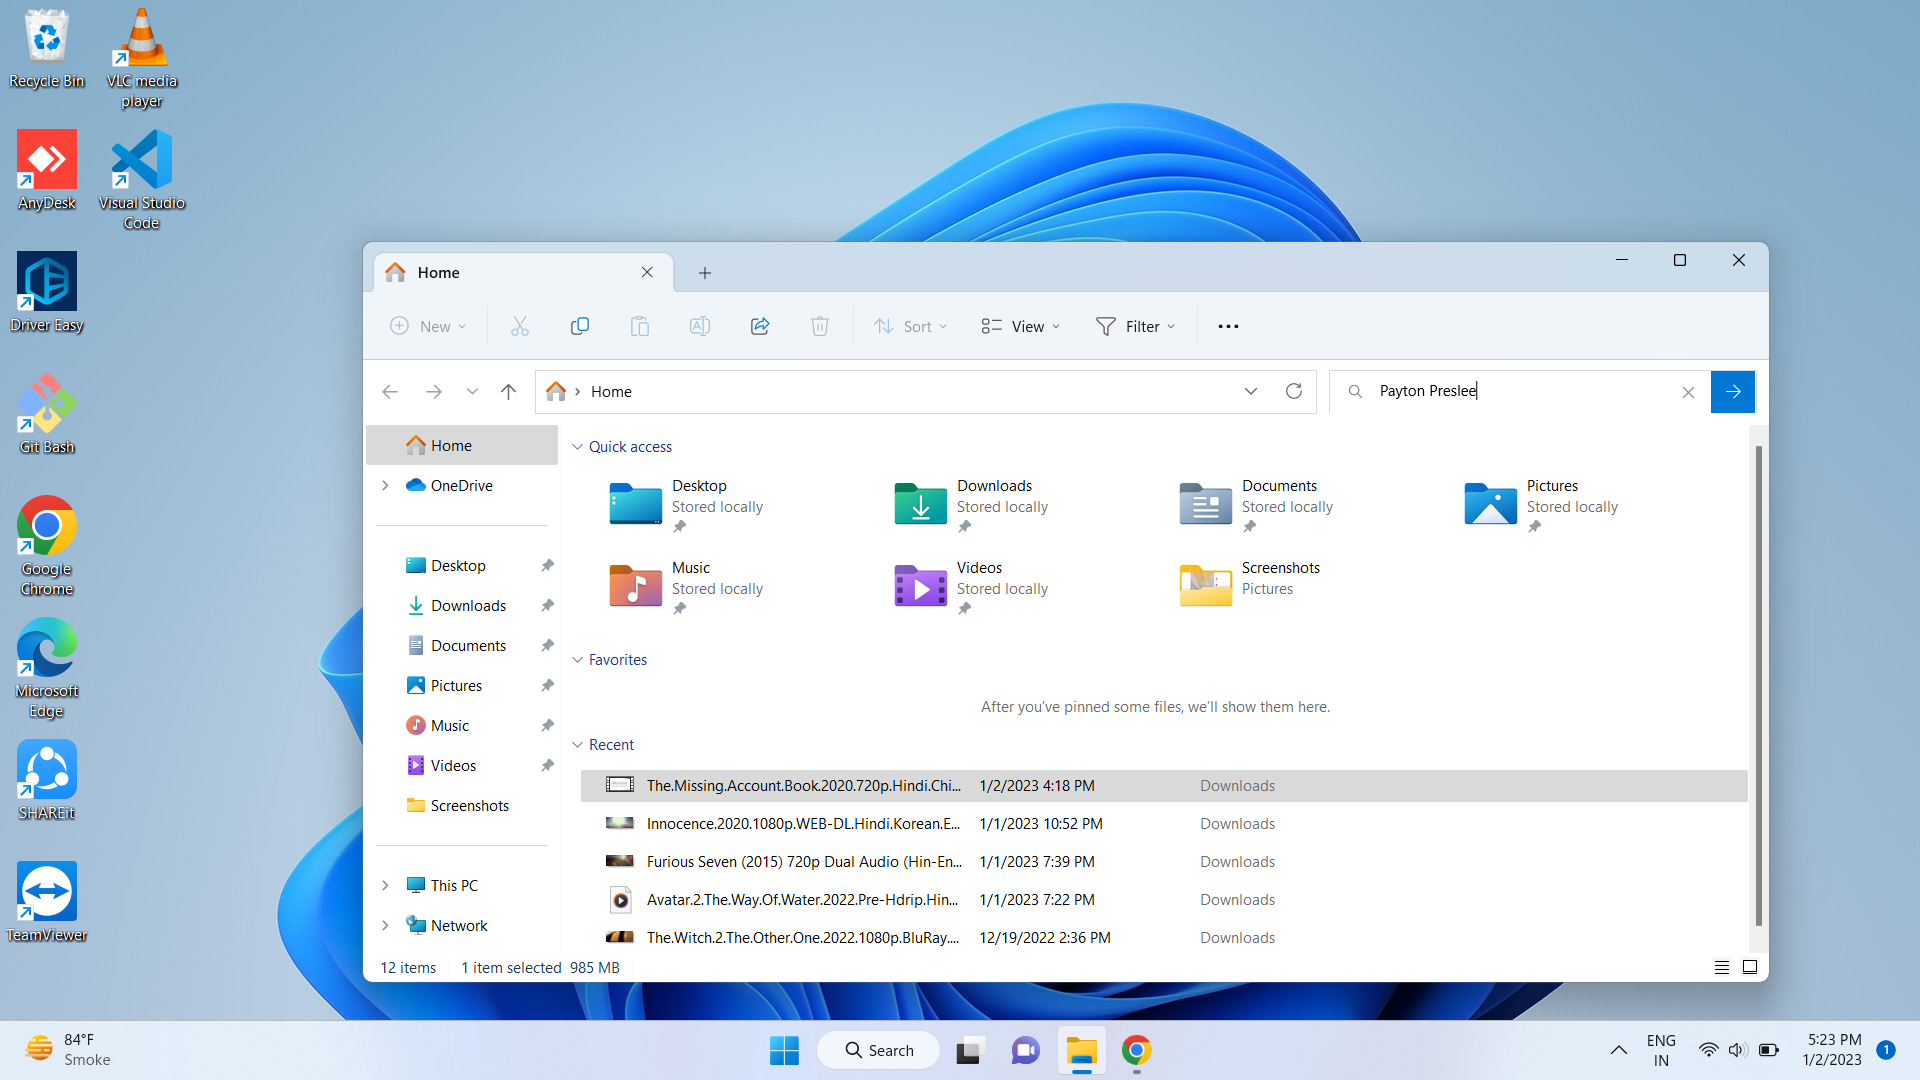 Recycle Bin
VLC media
player
AnyDesk
Visual Studio
Code
Driver Easy
Git Bash
Google
Chrome
Microsoft
Edge
SHAREit
TeamViewer
Home
New
Sort
View
Filter
Home
Payton Preslee
Home
OneDrive
Desktop
Downloads
Documents
Pictures
Music
Videos
Screenshots
This PC
Network
Quick access
Desktop
Stored locally
Downloads
Stored locally
Documents
Stored locally
Pictures
Stored locally
Music
Stored locally
Videos
Stored locally
Screenshots
Pictures
Favorites
After you've pinned some files, we'll show them here.
Recent
The.Missing.Account.Book.2020.720p.Hindi.Chi... 1/2/2023 4:18 PM Downloads
Innocence.2020.1080p.WEB-DL.Hindi.Korean.E... 1/1/2023 10:52 PM Downloads
Furious Seven (2015) 720p Dual Audio (Hin-En... 1/1/2023 7:39 PM Downloads
Avatar.2.The.Way.Of.Water.2022.Pre-Hdrip.Hin... 1/1/2023 7:22 PM Downloads
The.Witch.2.The.Other.One.2022.1080p.BluRay.... 12/19/2022 2:36 PM Downloads
12 items 1 item selected 985 MB
84°F
Smoke
Search
ENG
IN
5:23 PM
1/2/2023
1